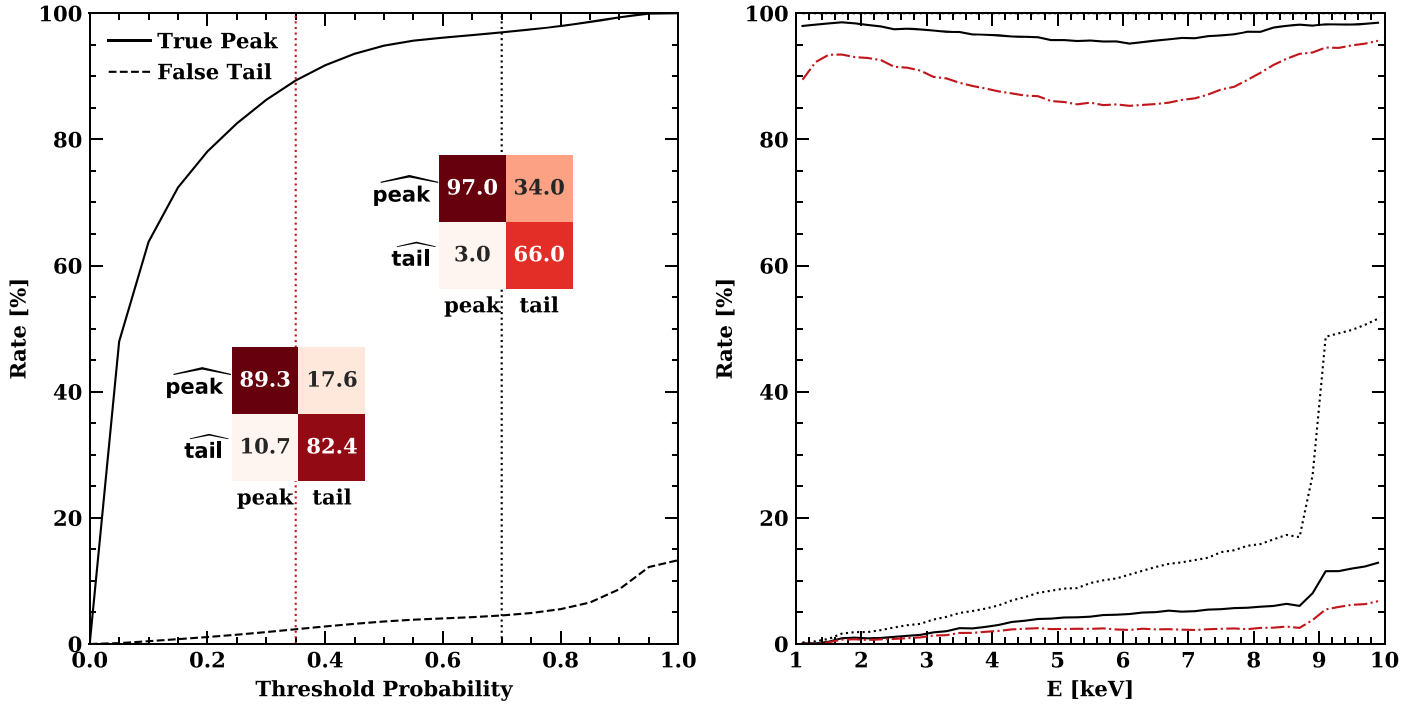 Rate [%]
100
80
60
40
20
0
True Peak
False Tail
peak 97.0 34.0
tail 3.0 66.0
peak tail
peak 89.3 17.6
tail 10.7 82.4
peak tail
0.0 0.2 0.4 0.6 0.8 1.0
Threshold Probability
Rate [%]
100
80
60
40
20
0
1 2 3 4 5 6 7 8 9 10
E [keV]